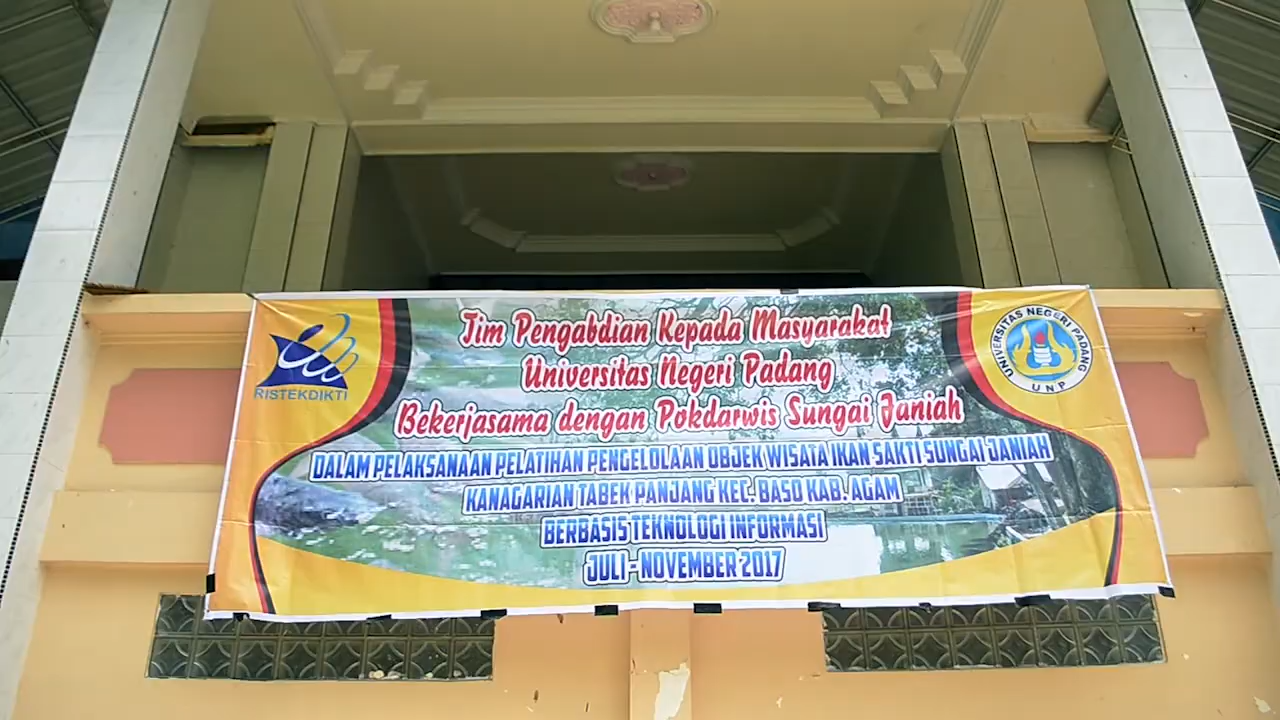 Tim Pengabdian Kepada Masyarakat
Universitas Negeri Padang
Bekerjasama dengan Pokdarwis Sungai Janiah
DALAM PELAKSANAAN PELATIHAN PENGELOLAAN OBJEK WISATA IKAN SAKTI SUNGAI JANIAH
KANAGARIAN TABEK PANJANG KEC. BASO KAB. AGAM
BERBASIS TEKNOLOGI INFORMASI
JULI - NOVEMBER 2017
RISTEKDIKTI
UNIVERSITAS NEGERI PADANG
UNP